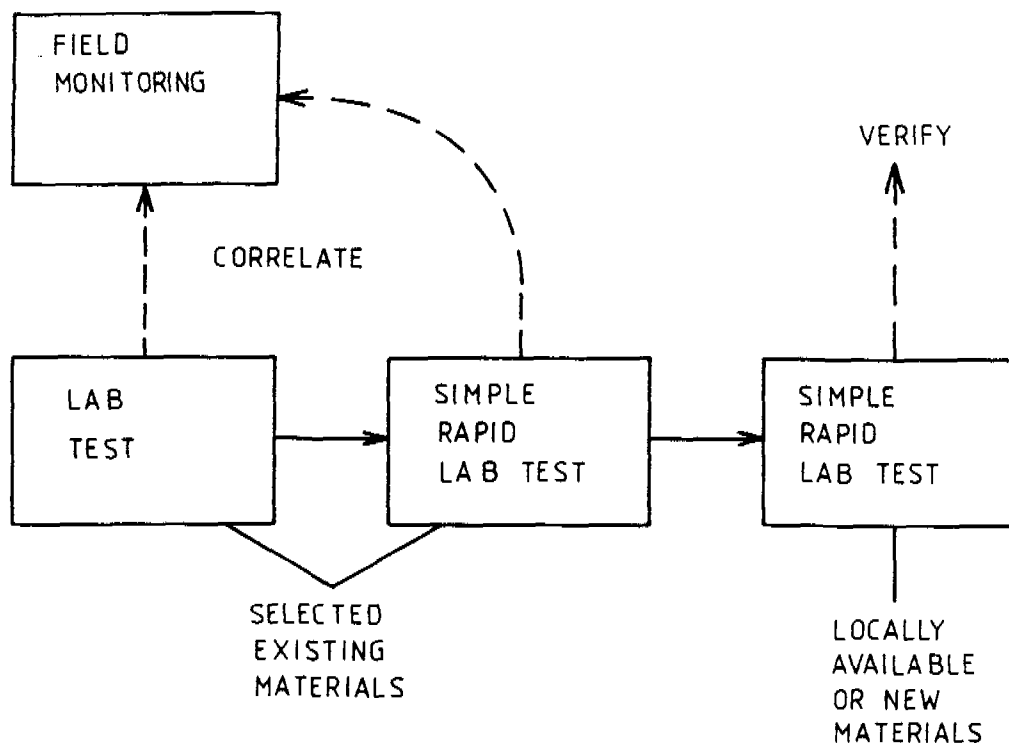 FIELD
MONITORING
VERIFY
CORRELATE
LAB
TEST
SIMPLE
RAPID
LAB TEST
SIMPLE
RAPID
LAB TEST
SELECTED
EXISTING
MATERIALS
LOCALLY
AVAILABLE
OR NEW
MATERIALS